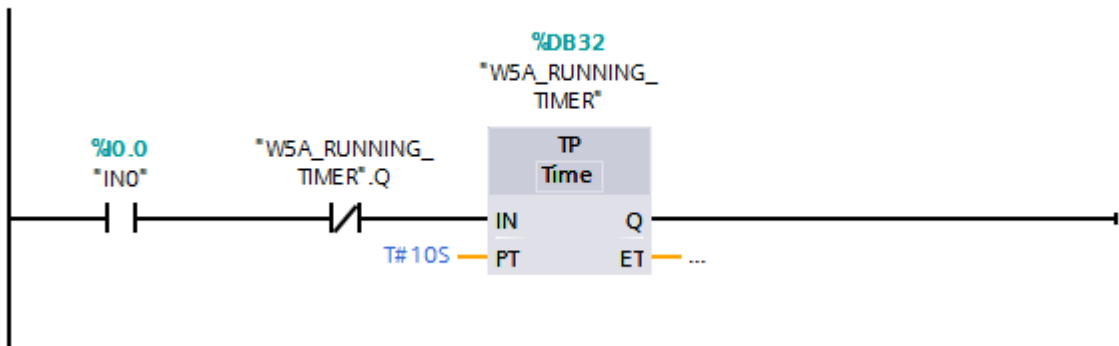 %DB32
"W5A_RUNNING_
TIMER"
%I0.0
"IN0"
"W5A_RUNNING_
TIMER".Q
TP
Time
IN
Q
T#10S
PT
ET
...